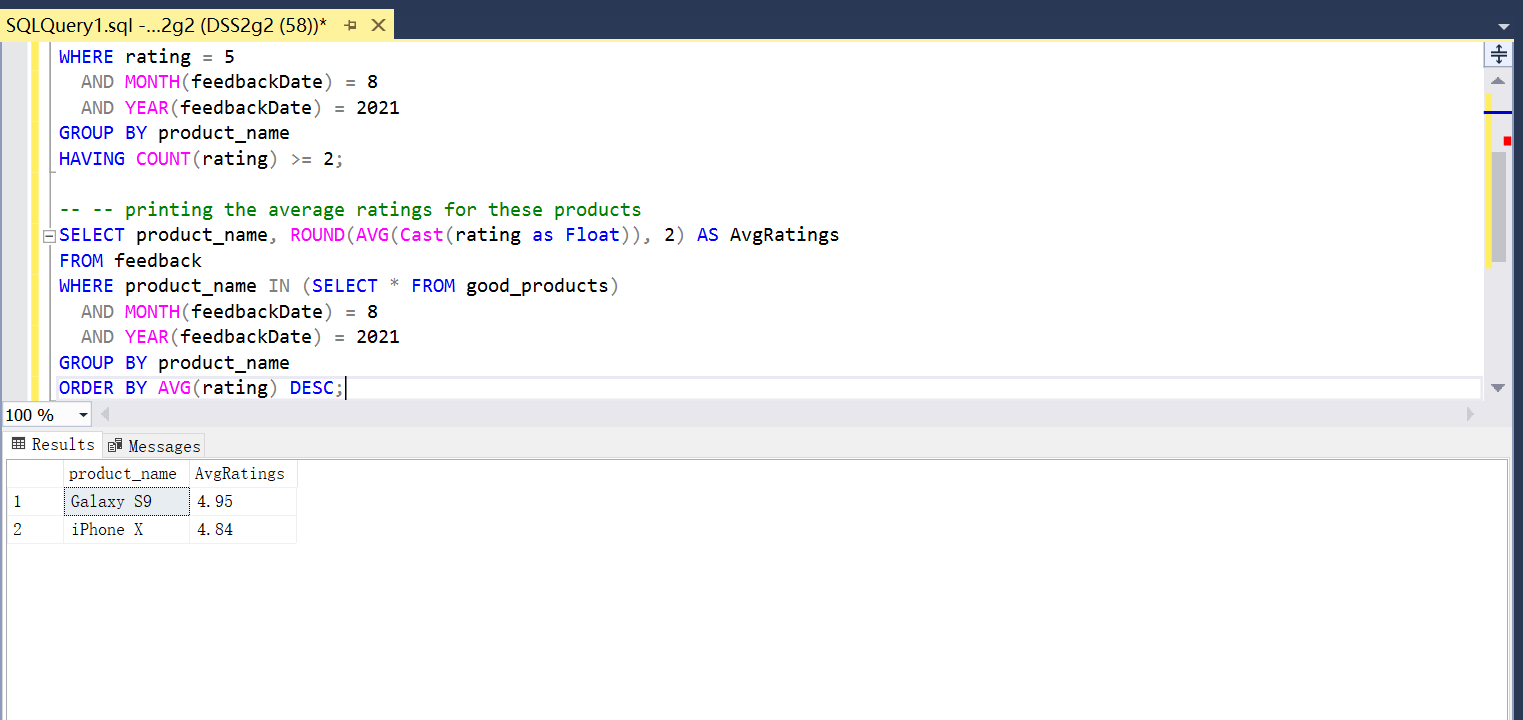 SQLQuery1.sql -...2g2 (DSS2g2 (58))*
WHERE rating = 5
AND MONTH(feedbackDate) = 8
AND YEAR(feedbackDate) = 2021
GROUP BY product_name
HAVING COUNT(rating) >= 2;
-- -- printing the average ratings for these products
SELECT product_name, ROUND(AVG(Cast(rating as Float)), 2) AS AvgRatings
FROM feedback
WHERE product_name IN (SELECT * FROM good_products)
AND MONTH(feedbackDate) = 8
AND YEAR(feedbackDate) = 2021
GROUP BY product_name
ORDER BY AVG(rating) DESC;
100 %
Results Messages
product_name AvgRatings
1 Galaxy S9 4.95
2 iPhone X 4.84